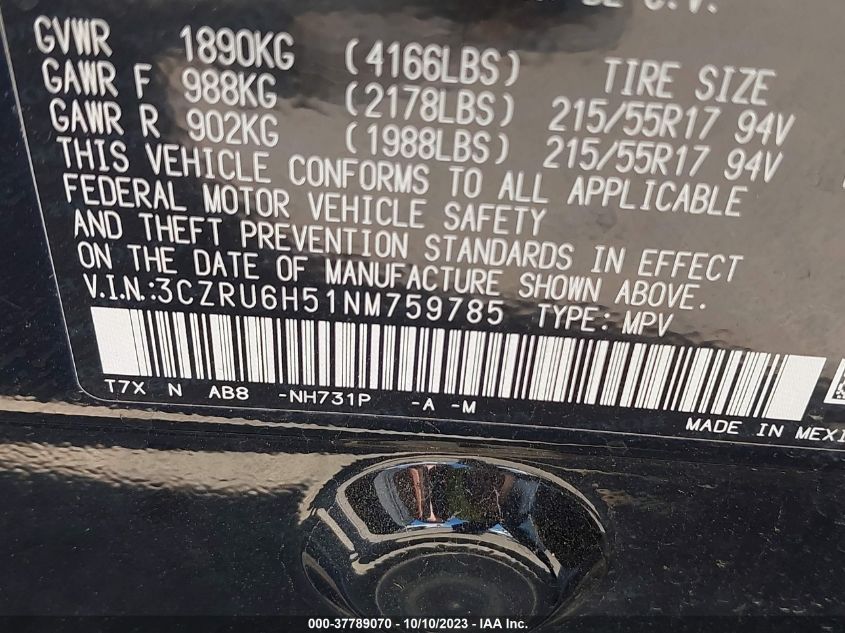 C.V.
GVWR 1890KG (4166LBS) TIRE SIZE
GAWR F 988KG (2178LBS) 215/55R17 94V
GAWR R 902KG (1988LBS) 215/55R17 94V
THIS VEHICLE CONFORMS TO ALL APPLICABLE
FEDERAL MOTOR VEHICLE SAFETY
AND THEFT PREVENTION STANDARDS IN EFFECT
ON THE DATE OF MANUFACTURE SHOWN ABOVE.
V.I.N.:3CZRU6H51NM759785 TYPE:MPV
T7X N AB8 -NH731P -A -M
MADE IN MEXI
000-37789070 - 10/10/2023 - IAA Inc.